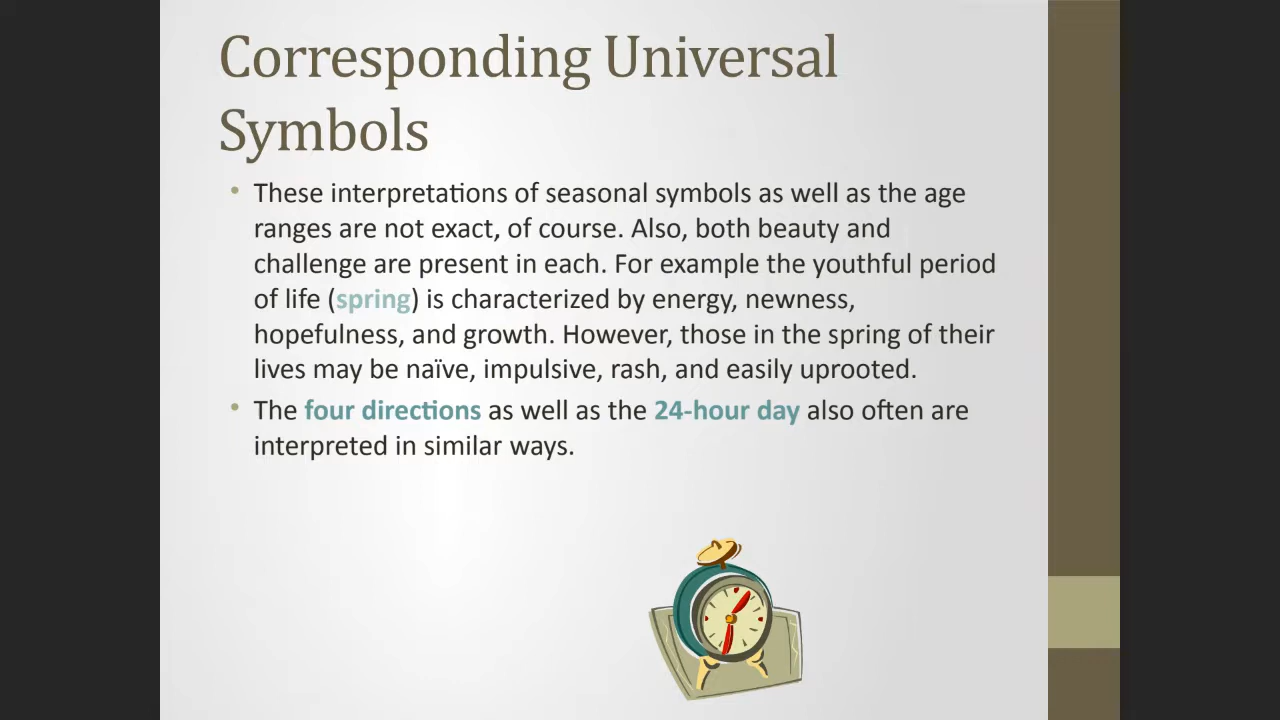 Corresponding Universal
Symbols
• These interpretations of seasonal symbols as well as the age
ranges are not exact, of course. Also, both beauty and
challenge are present in each. For example the youthful period
of life (spring) is characterized by energy, newness,
hopefulness, and growth. However, those in the spring of their
lives may be naïve, impulsive, rash, and easily uprooted.
• The four directions as well as the 24-hour day also often are
interpreted in similar ways.